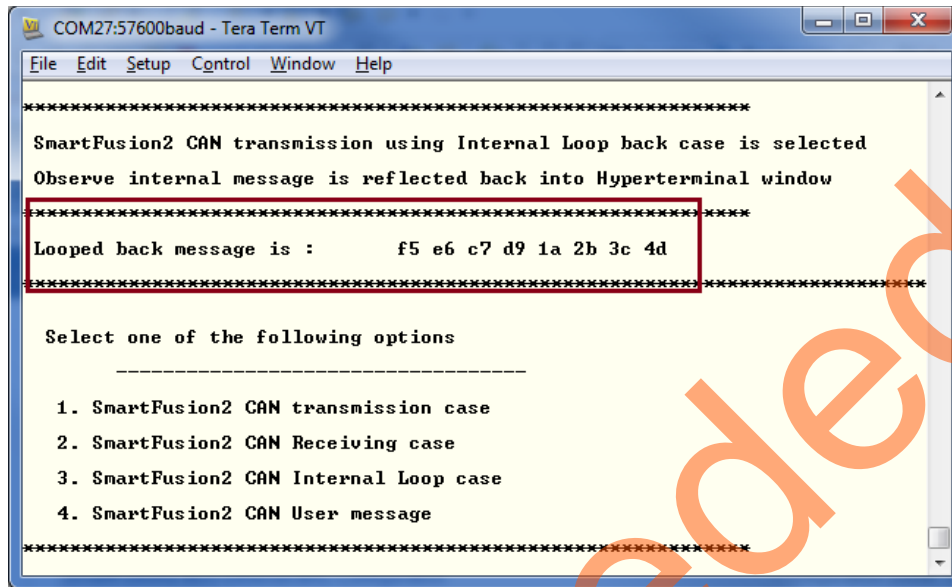 COM27:57600baud - Tera Term VT
File Edit Setup Control Window Help
**************************************************************
SmartFusion2 CAN transmission using Internal Loop back case is selected
Observe internal message is reflected back into Hyperterminal window
**************************************************************
Looped back message is : f5 e6 c7 d9 1a 2b 3c 4d
*****************************************************************************
Select one of the following options
___________________________________
1. SmartFusion2 CAN transmission case
2. SmartFusion2 CAN Receiving case
3. SmartFusion2 CAN Internal Loop case
4. SmartFusion2 CAN User message
**************************************************************